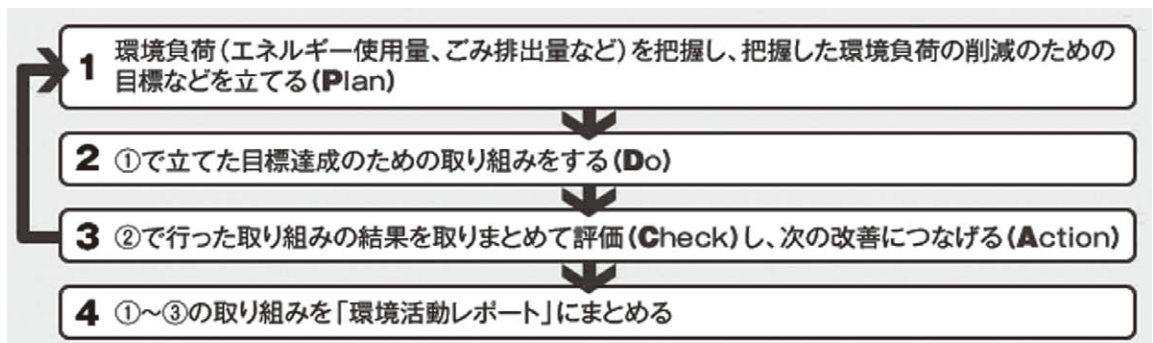 1 環境負荷(エネルギー使用量、ごみ排出量など)を把握し、把握した環境負荷の削減のための
目標などを立てる(Plan)
2 ①で立てた目標達成のための取り組みをする(Do)
3 ②で行った取り組みの結果を取りまとめて評価(Check)し、次の改善につなげる(Action)
4 ①~③の取り組みを「環境活動レポート」にまとめる